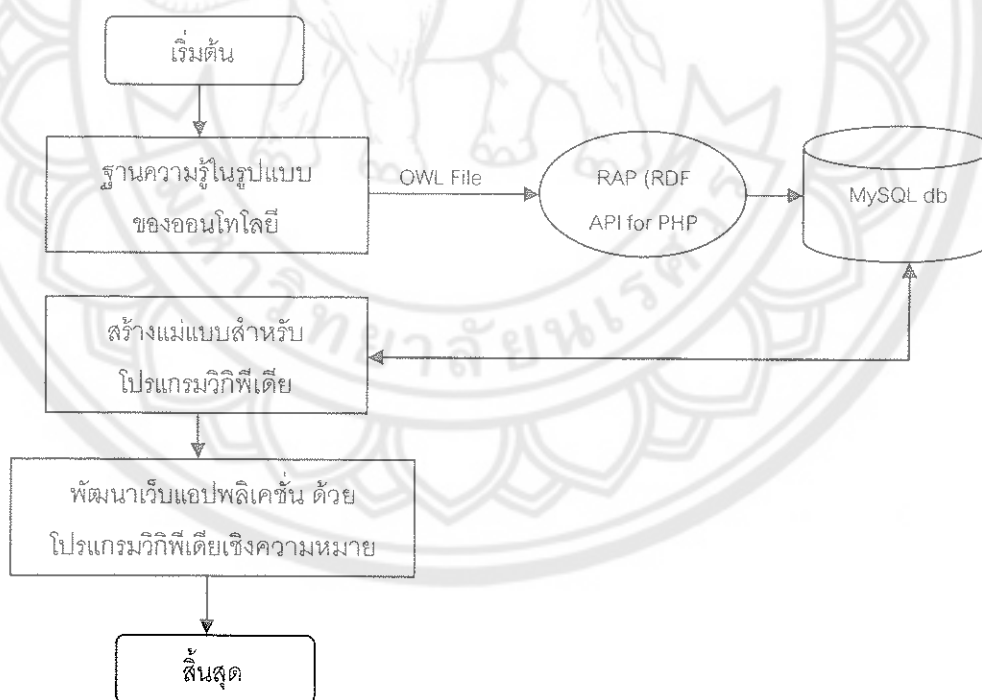 เริ่มต้น
ฐานความรู้ในรูปแบบ
ของออนโทโลยี
OWL File
RAP (RDF
API for PHP
MySQL db
สร้างแม่แบบสำหรับ
โปรแกรมวิกิพีเดีย
พัฒนาเว็บแอปพลิเคชั่น ด้วย
โปรแกรมวิกิพีเดียเชิงความหมาย
สิ้นสุด